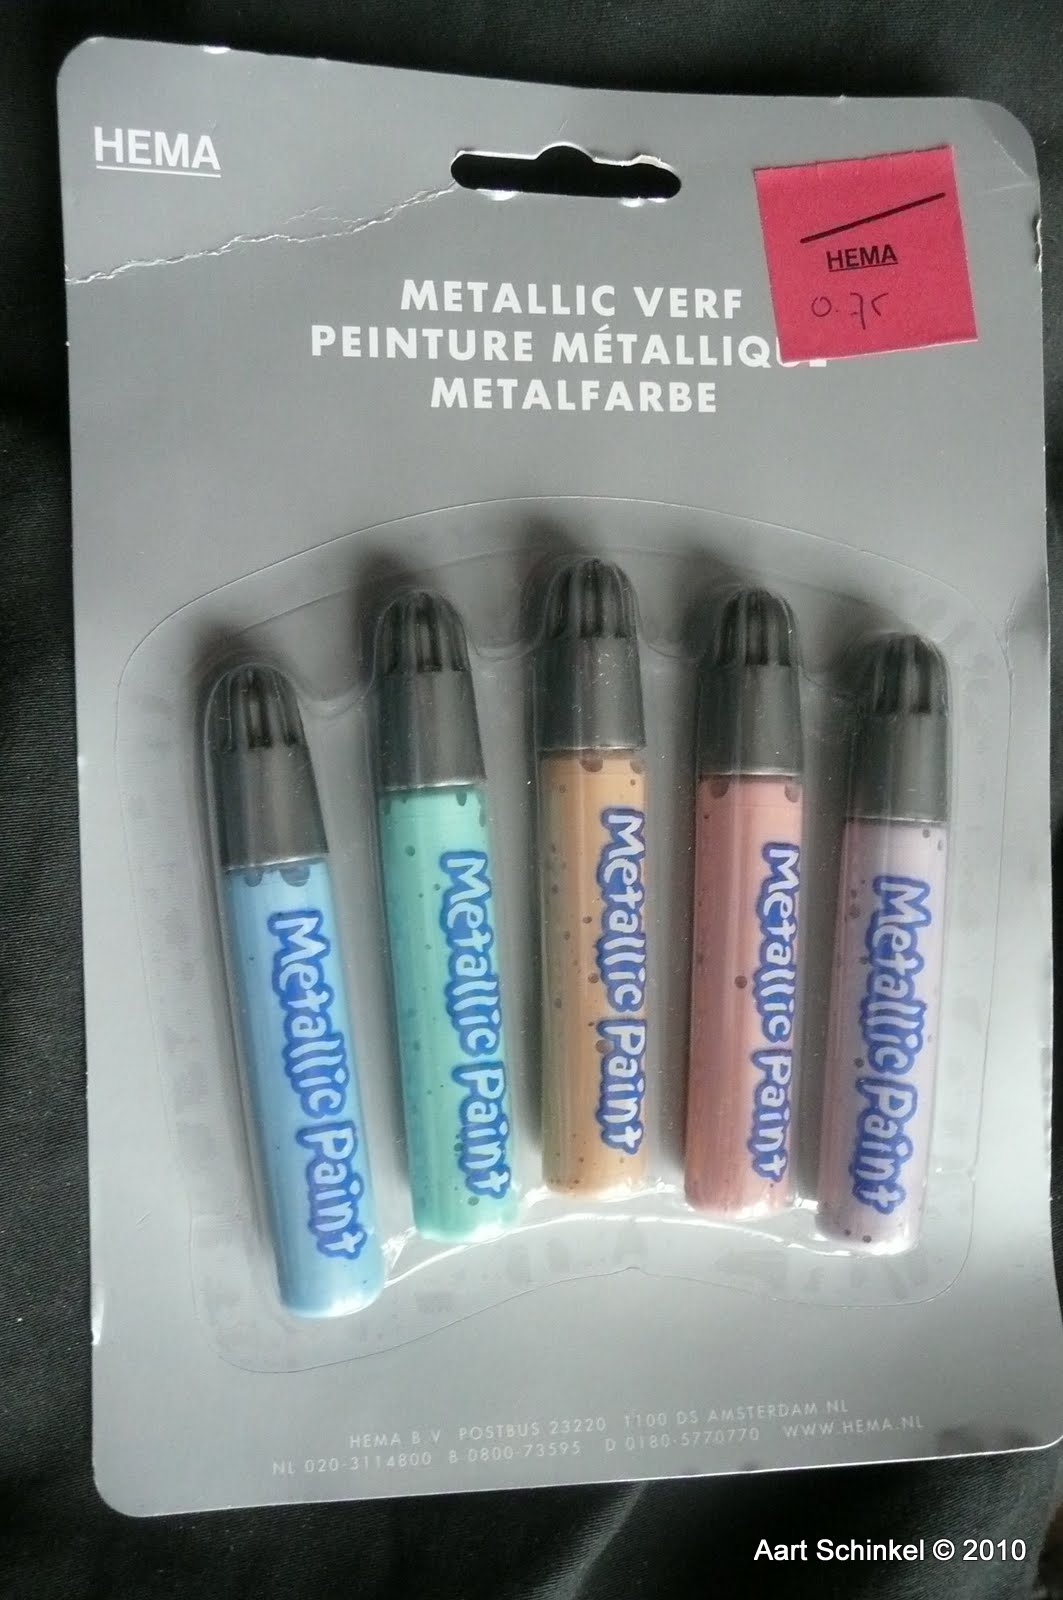 HEMA
HEMA
0.75
METALLIC VERF
PEINTURE MÉTALLIQUE
METALFARBE
Metallic Paint
Metallic Paint
Metallic Paint
Metallic Paint
Metallic Paint
HEMA B.V POSTBUS 23220 1100 DS AMSTERDAM NL
NL 020-3114800 B 0800-73595 D 0180-5770770 WWW.HEMA.NL
Aart Schinkel © 2010